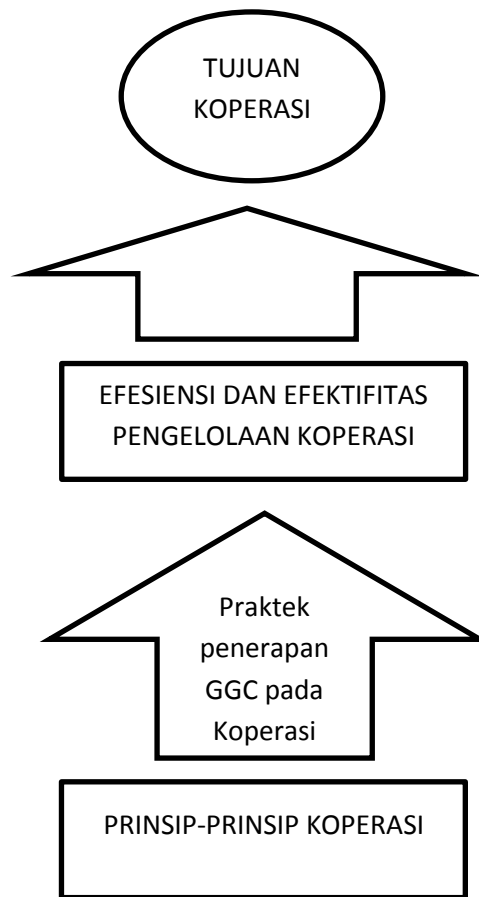 TUJUAN
KOPERASI
EFESIENSI DAN EFEKTIFITAS
PENGELOLAAN KOPERASI
Praktek
penerapan
GGC pada
Koperasi
PRINSIP-PRINSIP KOPERASI